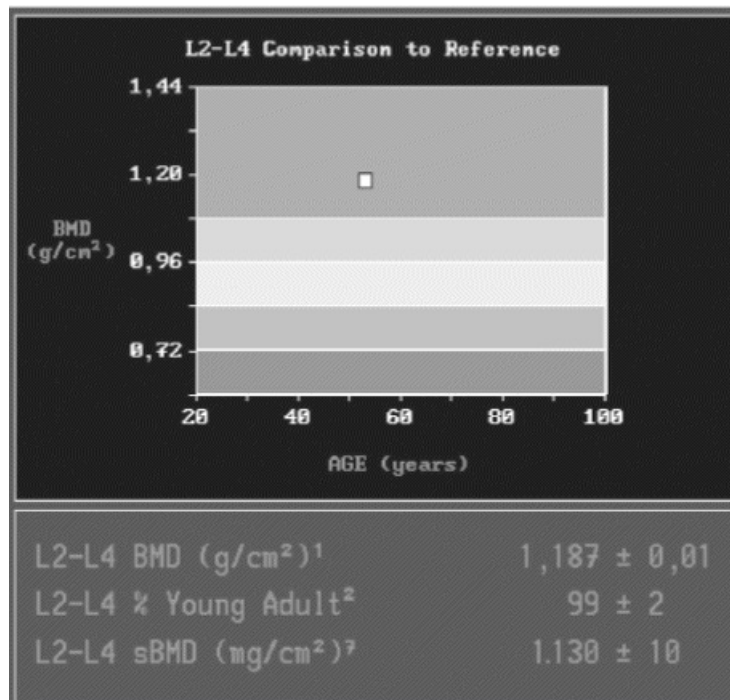 L2-L4 Comparison to Reference
1,44
1,20
BMD
(g/cm²)
0,96
0,72
20 40 60 80 100
AGE (years)
L2-L4 BMD (g/cm²)¹ 1,187 ± 0,01
L2-L4 % Young Adult² 99 ± 2
L2-L4 sBMD (mg/cm²)⁷ 1.130 ± 10